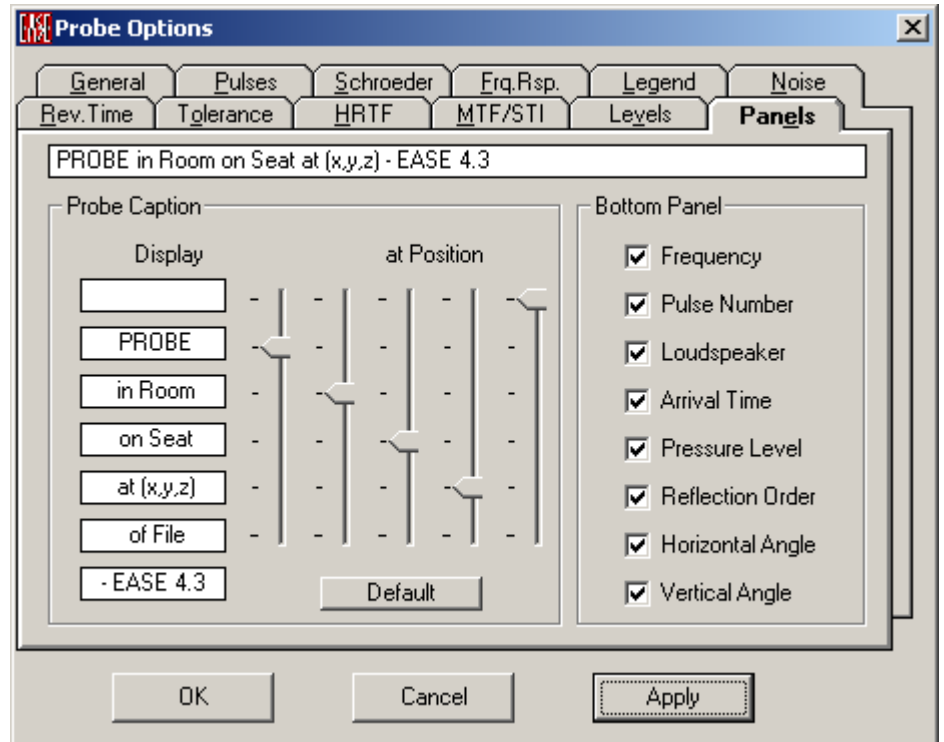 Probe Options
General Pulses Schroeder Frq.Rsp. Legend Noise
Rev.Time Tolerance HRTF MTF/STI Levels Panels
PROBE in Room on Seat at (x,y,z) - EASE 4.3
Probe Caption
Display at Position
PROBE
in Room
on Seat
at (x,y,z)
of File
- EASE 4.3
Default
Bottom Panel
Frequency
Pulse Number
Loudspeaker
Arrival Time
Pressure Level
Reflection Order
Horizontal Angle
Vertical Angle
OK Cancel Apply